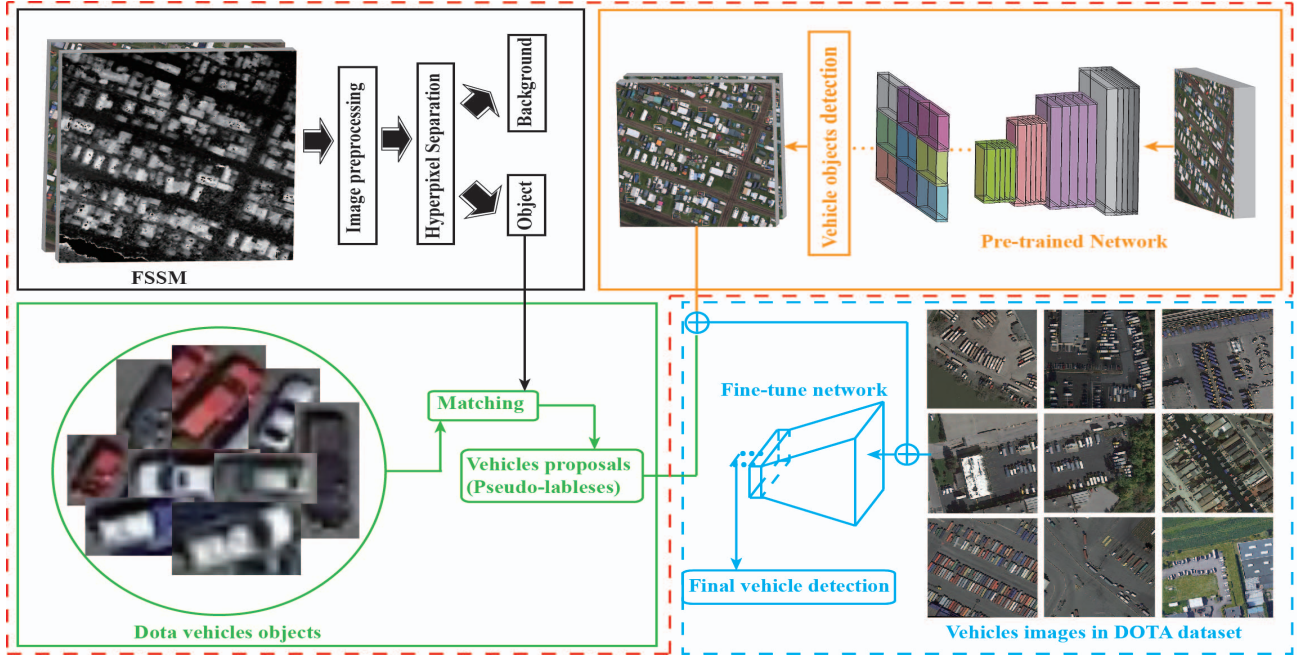 Image preprocessing
Hyperpixel Separation
Background
Object
FSSM
Vehicle objects detection
Pre-trained Network
Matching
Vehicles proposals
(Pseudo-lableses)
Dota vehicles objects
Fine-tune network
Final vehicle detection
Vehicles images in DOTA dataset